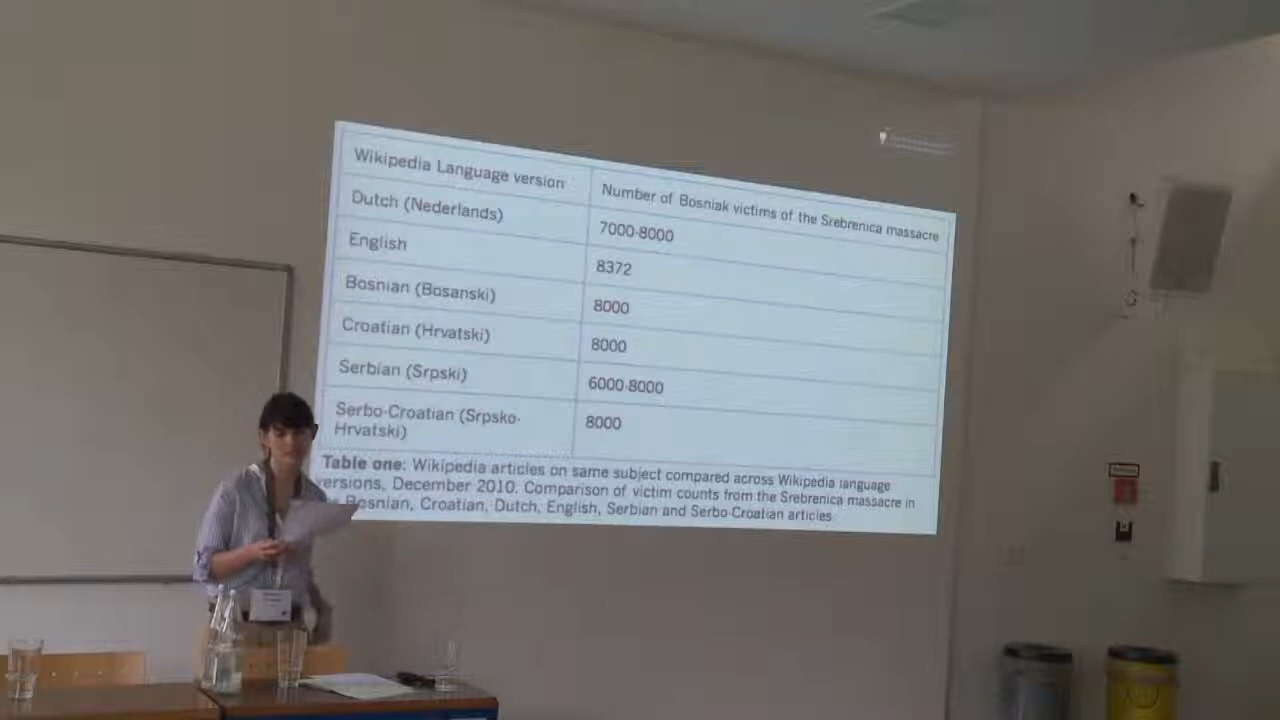 Wikipedia Language version
Number of Bosniak victims of the Srebrenica massacre
Dutch (Nederlands)
7000-8000
English
8372
Bosnian (Bosanski)
8000
Croatian (Hrvatski)
8000
Serbian (Srpski)
6000-8000
Serbo-Croatian (Srpsko-
Hrvatski)
8000
Table one: Wikipedia articles on same subject compared across Wikipedia language
versions, December 2010. Comparison of victim counts from the Srebrenica massacre in
Bosnian, Croatian, Dutch, English, Serbian and Serbo-Croatian articles